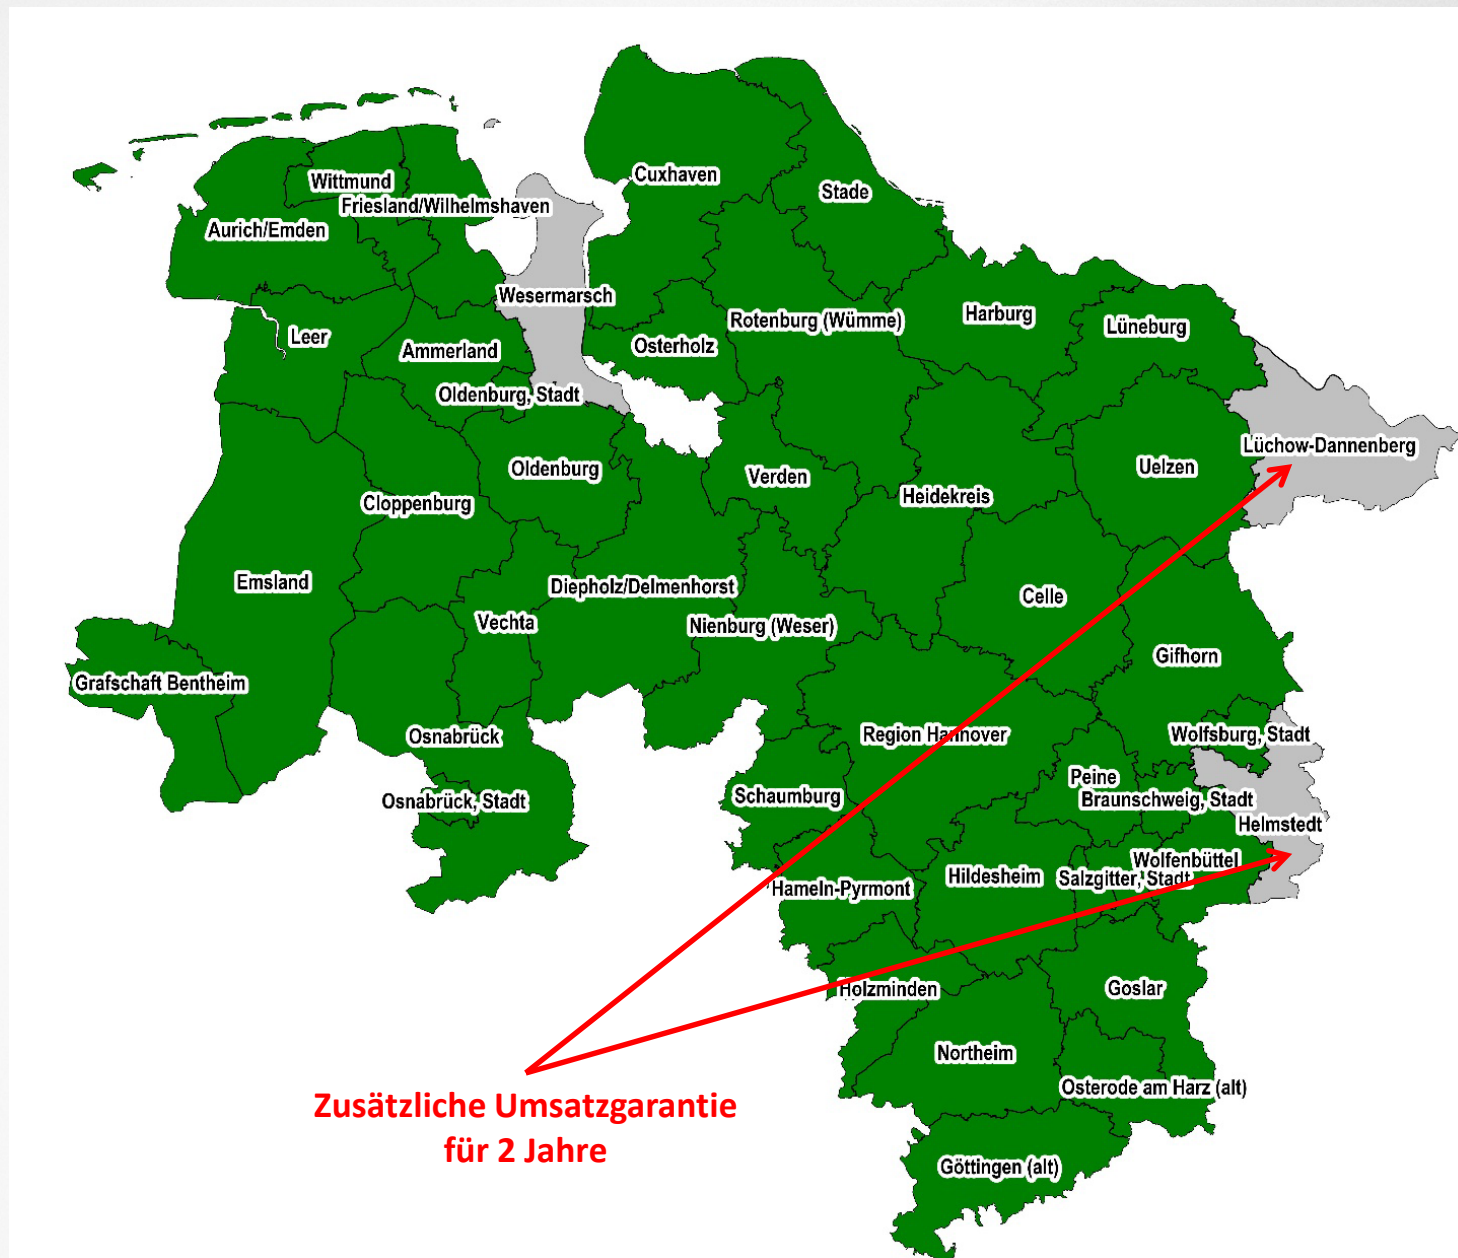 Cuxhaven
Wittmund
Stade
Friesland/Wilhelmshaven
Aurich/Emden
Wesermarsch
Harburg
Rotenburg (Wümme)
Lüneburg
Leer
Osterholz
Ammerland
Oldenburg, Stadt
Lüchow-Dannenberg
Uelzen
Oldenburg
Verden
Heidekreis
Cloppenburg
Emsland
Diepholz/Delmenhorst
Celle
Vechta
Nienburg (Weser)
Gifhorn
Grafschaft Bentheim
Region Hannover
Wolfsburg, Stadt
Osnabrück
Peine
Schaumburg
Braunschweig, Stadt
Osnabrück, Stadt
Helmstedt
Wolfenbüttel
Hildesheim
Salzgitter, Stadt
Hameln-Pyrmont
Holzminden
Goslar
Northeim
Osterode am Harz (alt)
Zusätzliche Umsatzgarantie
für 2 Jahre
Göttingen (alt)